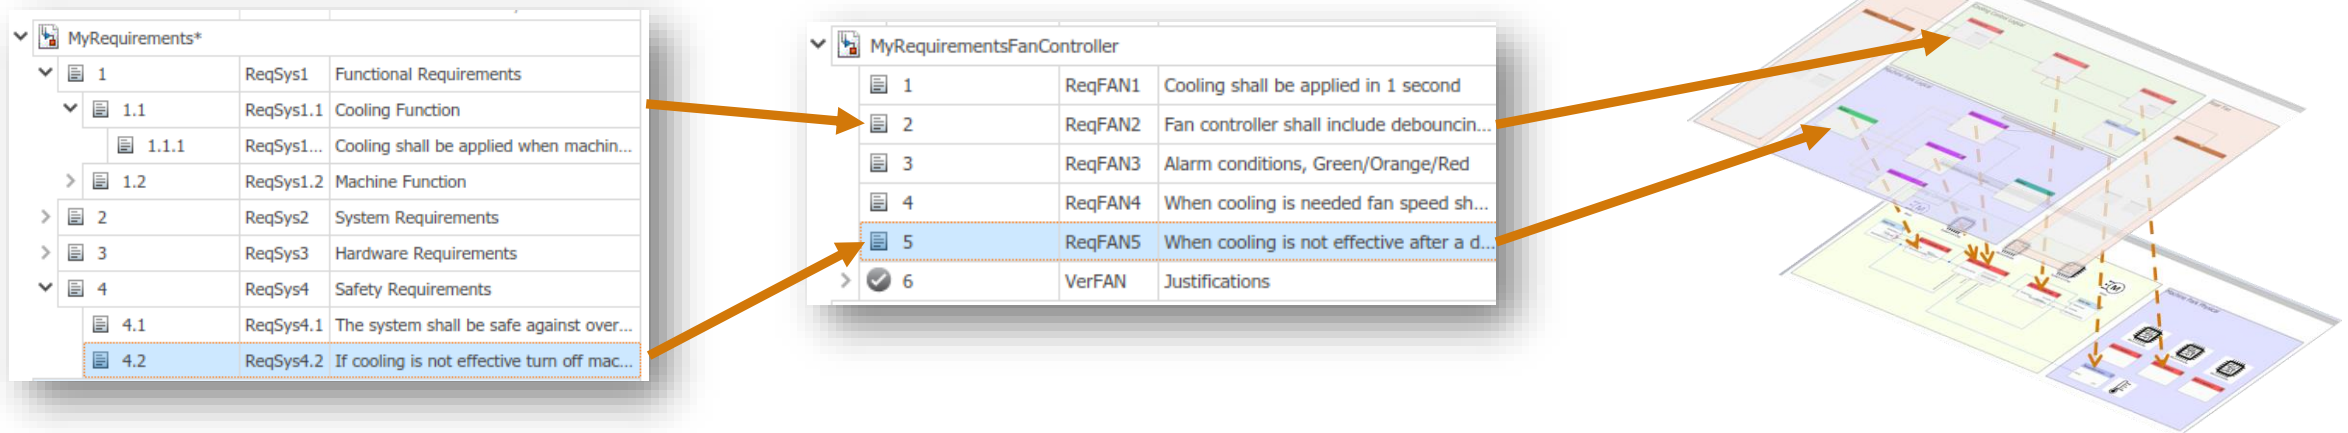 MyRequirements*
1 ReqSys1 Functional Requirements
1.1 ReqSys1.1 Cooling Function
1.1.1 ReqSys1... Cooling shall be applied when machin...
1.2 ReqSys1.2 Machine Function
2 ReqSys2 System Requirements
3 ReqSys3 Hardware Requirements
4 ReqSys4 Safety Requirements
4.1 ReqSys4.1 The system shall be safe against over...
4.2 ReqSys4.2 If cooling is not effective turn off mac...
MyRequirementsFanController
1 ReqFAN1 Cooling shall be applied in 1 second
2 ReqFAN2 Fan controller shall include debouncin...
3 ReqFAN3 Alarm conditions, Green/Orange/Red
4 ReqFAN4 When cooling is needed fan speed sh...
5 ReqFAN5 When cooling is not effective after a d...
6 VerFAN Justifications
Machine Park Physical